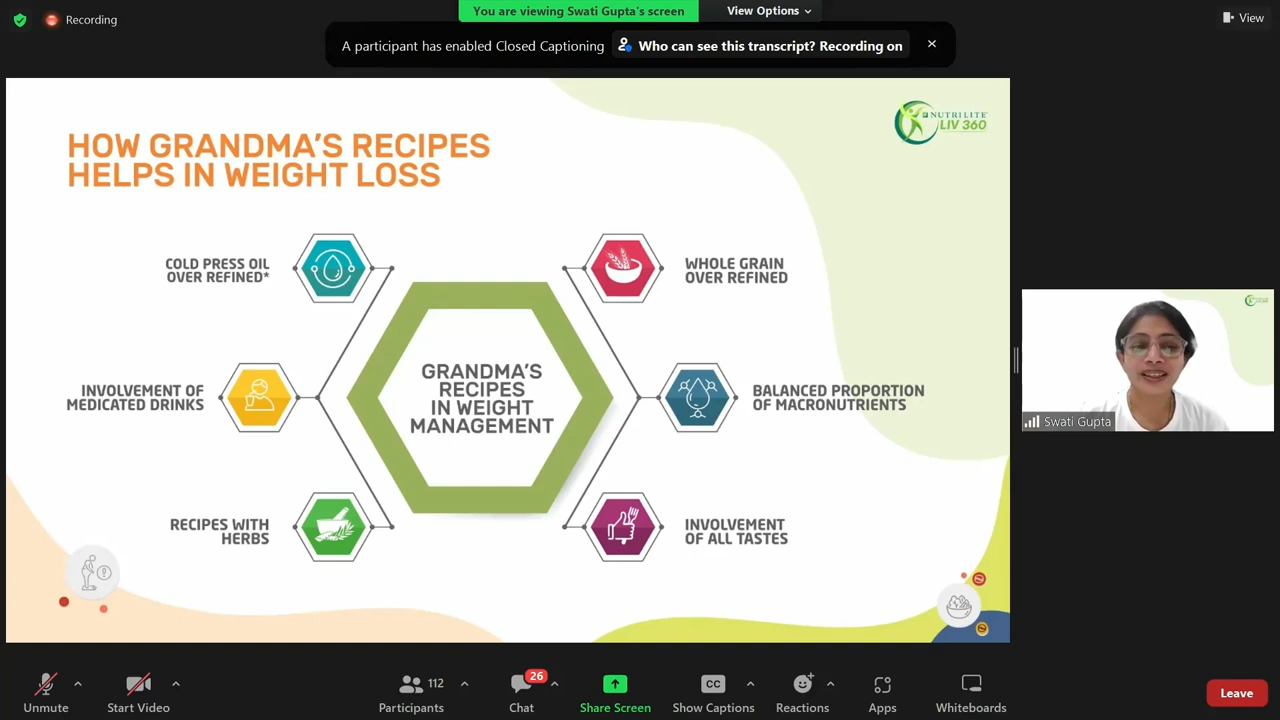 You are viewing Swati Gupta's screen
View Options
Recording
View
A participant has enabled Closed Captioning
Who can see this transcript? Recording on
NUTRILITE
LIV 360
HOW GRANDMA'S RECIPES
HELPS IN WEIGHT LOSS
COLD PRESS OIL
OVER REFINED*
WHOLE GRAIN
OVER REFINED
INVOLVEMENT OF
MEDICATED DRINKS
GRANDMA'S
RECIPES
IN WEIGHT
MANAGEMENT
BALANCED PROPORTION
OF MACRONUTRIENTS
RECIPES WITH
HERBS
INVOLVEMENT
OF ALL TASTES
Swati Gupta
Unmute
Start Video
112
Participants
26
Chat
Share Screen
CC
Show Captions
Reactions
Apps
Whiteboards
Leave